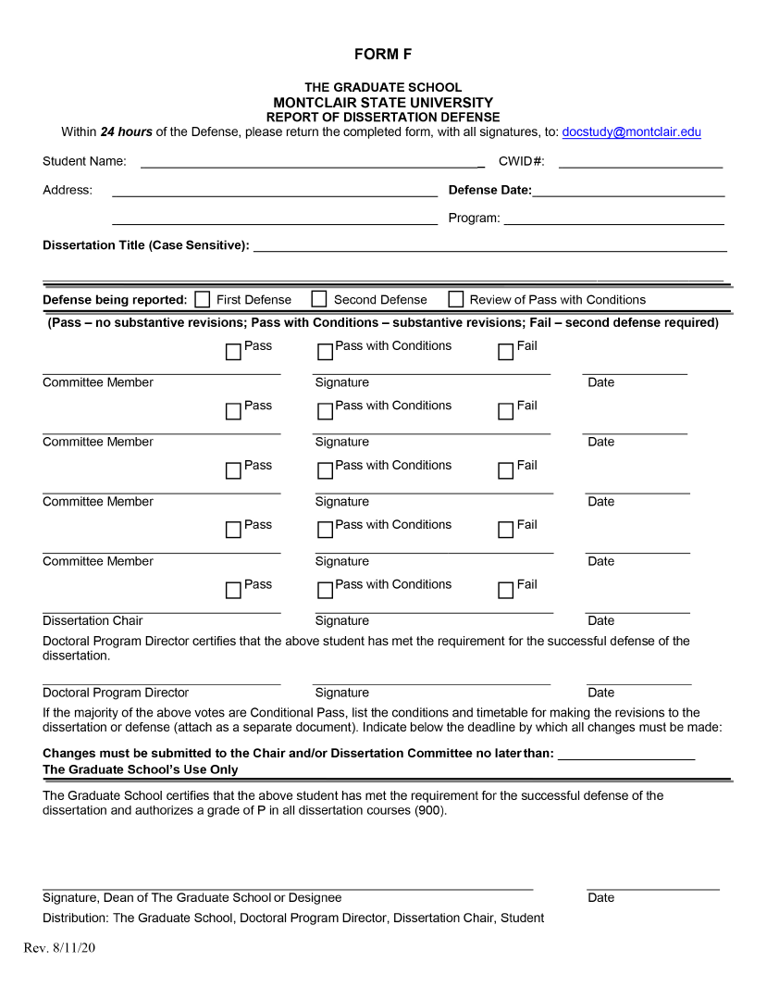 FORM F
THE GRADUATE SCHOOL
MONTCLAIR STATE UNIVERSITY
REPORT OF DISSERTATION DEFENSE
Within 24 hours of the Defense, please return the completed form, with all signatures, to: docstudy@montclair.edu
Student Name: CWID#:
Address: Defense Date:
Program:
Dissertation Title (Case Sensitive):
Defense being reported: First Defense Second Defense Review of Pass with Conditions
(Pass – no substantive revisions; Pass with Conditions – substantive revisions; Fail – second defense required)
Pass Pass with Conditions Fail
Committee Member Signature Date
Pass Pass with Conditions Fail
Committee Member Signature Date
Pass Pass with Conditions Fail
Committee Member Signature Date
Pass Pass with Conditions Fail
Committee Member Signature Date
Pass Pass with Conditions Fail
Dissertation Chair Signature Date
Doctoral Program Director certifies that the above student has met the requirement for the successful defense of the
dissertation.
Doctoral Program Director Signature Date
If the majority of the above votes are Conditional Pass, list the conditions and timetable for making the revisions to the
dissertation or defense (attach as a separate document). Indicate below the deadline by which all changes must be made:
Changes must be submitted to the Chair and/or Dissertation Committee no later than:
The Graduate School's Use Only
The Graduate School certifies that the above student has met the requirement for the successful defense of the
dissertation and authorizes a grade of P in all dissertation courses (900).
Signature, Dean of The Graduate School or Designee Date
Distribution: The Graduate School, Doctoral Program Director, Dissertation Chair, Student
Rev. 8/11/20